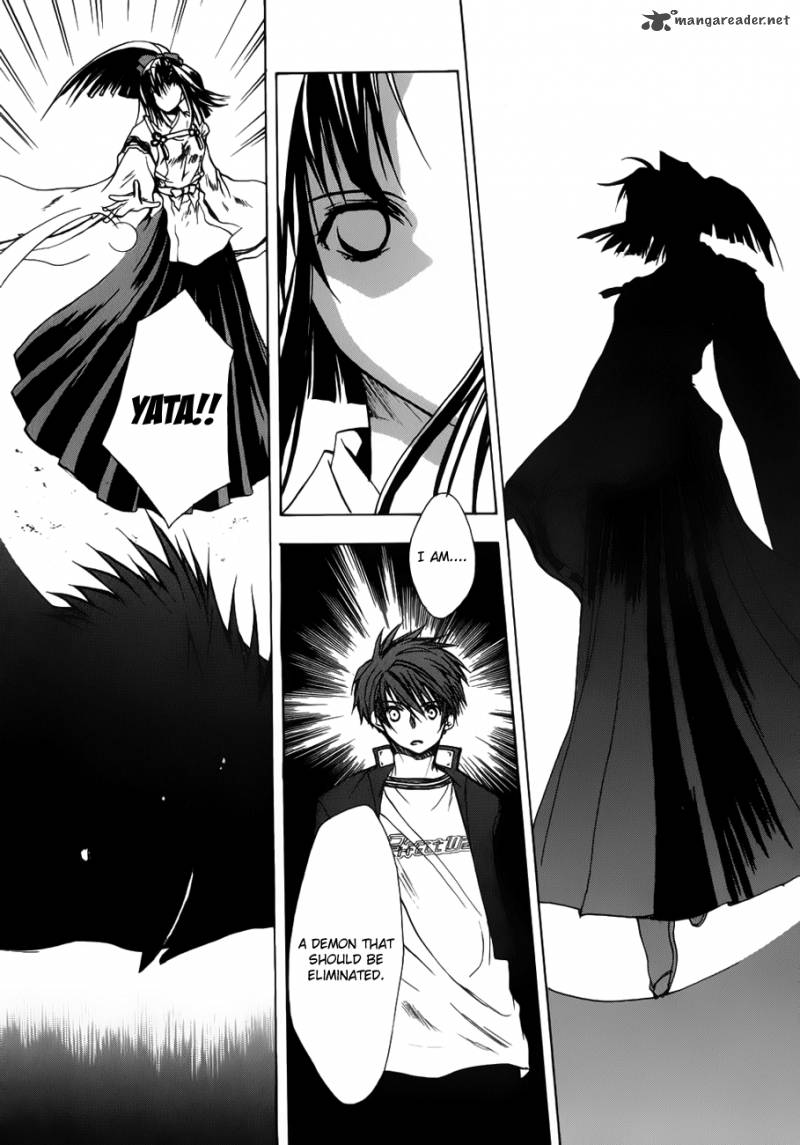 mangareader.net
I AM....
A DEMON THAT
SHOULD BE
ELIMINATED.
YATA!!